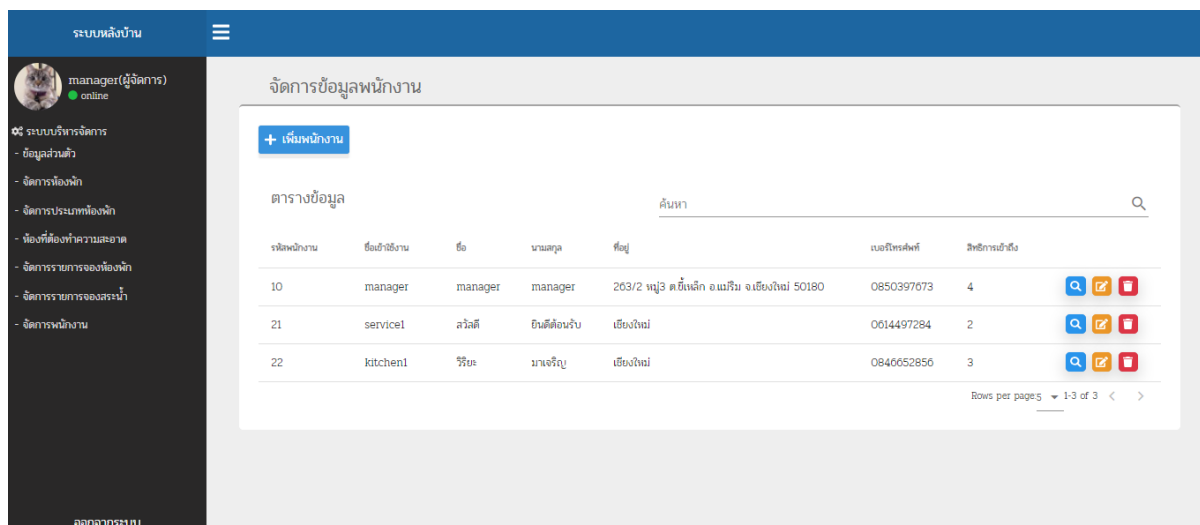 ระบบหลังบ้าน
manager(ผู้จัดการ)
online
ระบบบริหารจัดการ
- ข้อมูลส่วนตัว
- จัดการห้องพัก
- จัดการประเภทห้องพัก
- ห้องที่ต้องทำความสะอาด
- จัดการรายการจองห้องพัก
- จัดการรายการจองสระน้ำ
- จัดการพนักงาน
ออกจากระบบ
จัดการข้อมูลพนักงาน
+ เพิ่มพนักงาน
ตารางข้อมูล
ค้นหา
รหัสพนักงาน ชื่อเข้าใช้งาน ชื่อ นามสกุล ที่อยู่ เบอร์โทรศัพท์ สิทธิการเข้าถึง
10 manager manager manager 263/2 หมู่3 ต.ขี้เหล็ก อ.แม่ริม จ.เชียงใหม่ 50180 0850397673 4
21 service1 สวัสดี ยินดีต้อนรับ เชียงใหม่ 0614497284 2
22 kitchen1 วิริยะ มาเจริญ เชียงใหม่ 0846652856 3
Rows per page: 5 1-3 of 3